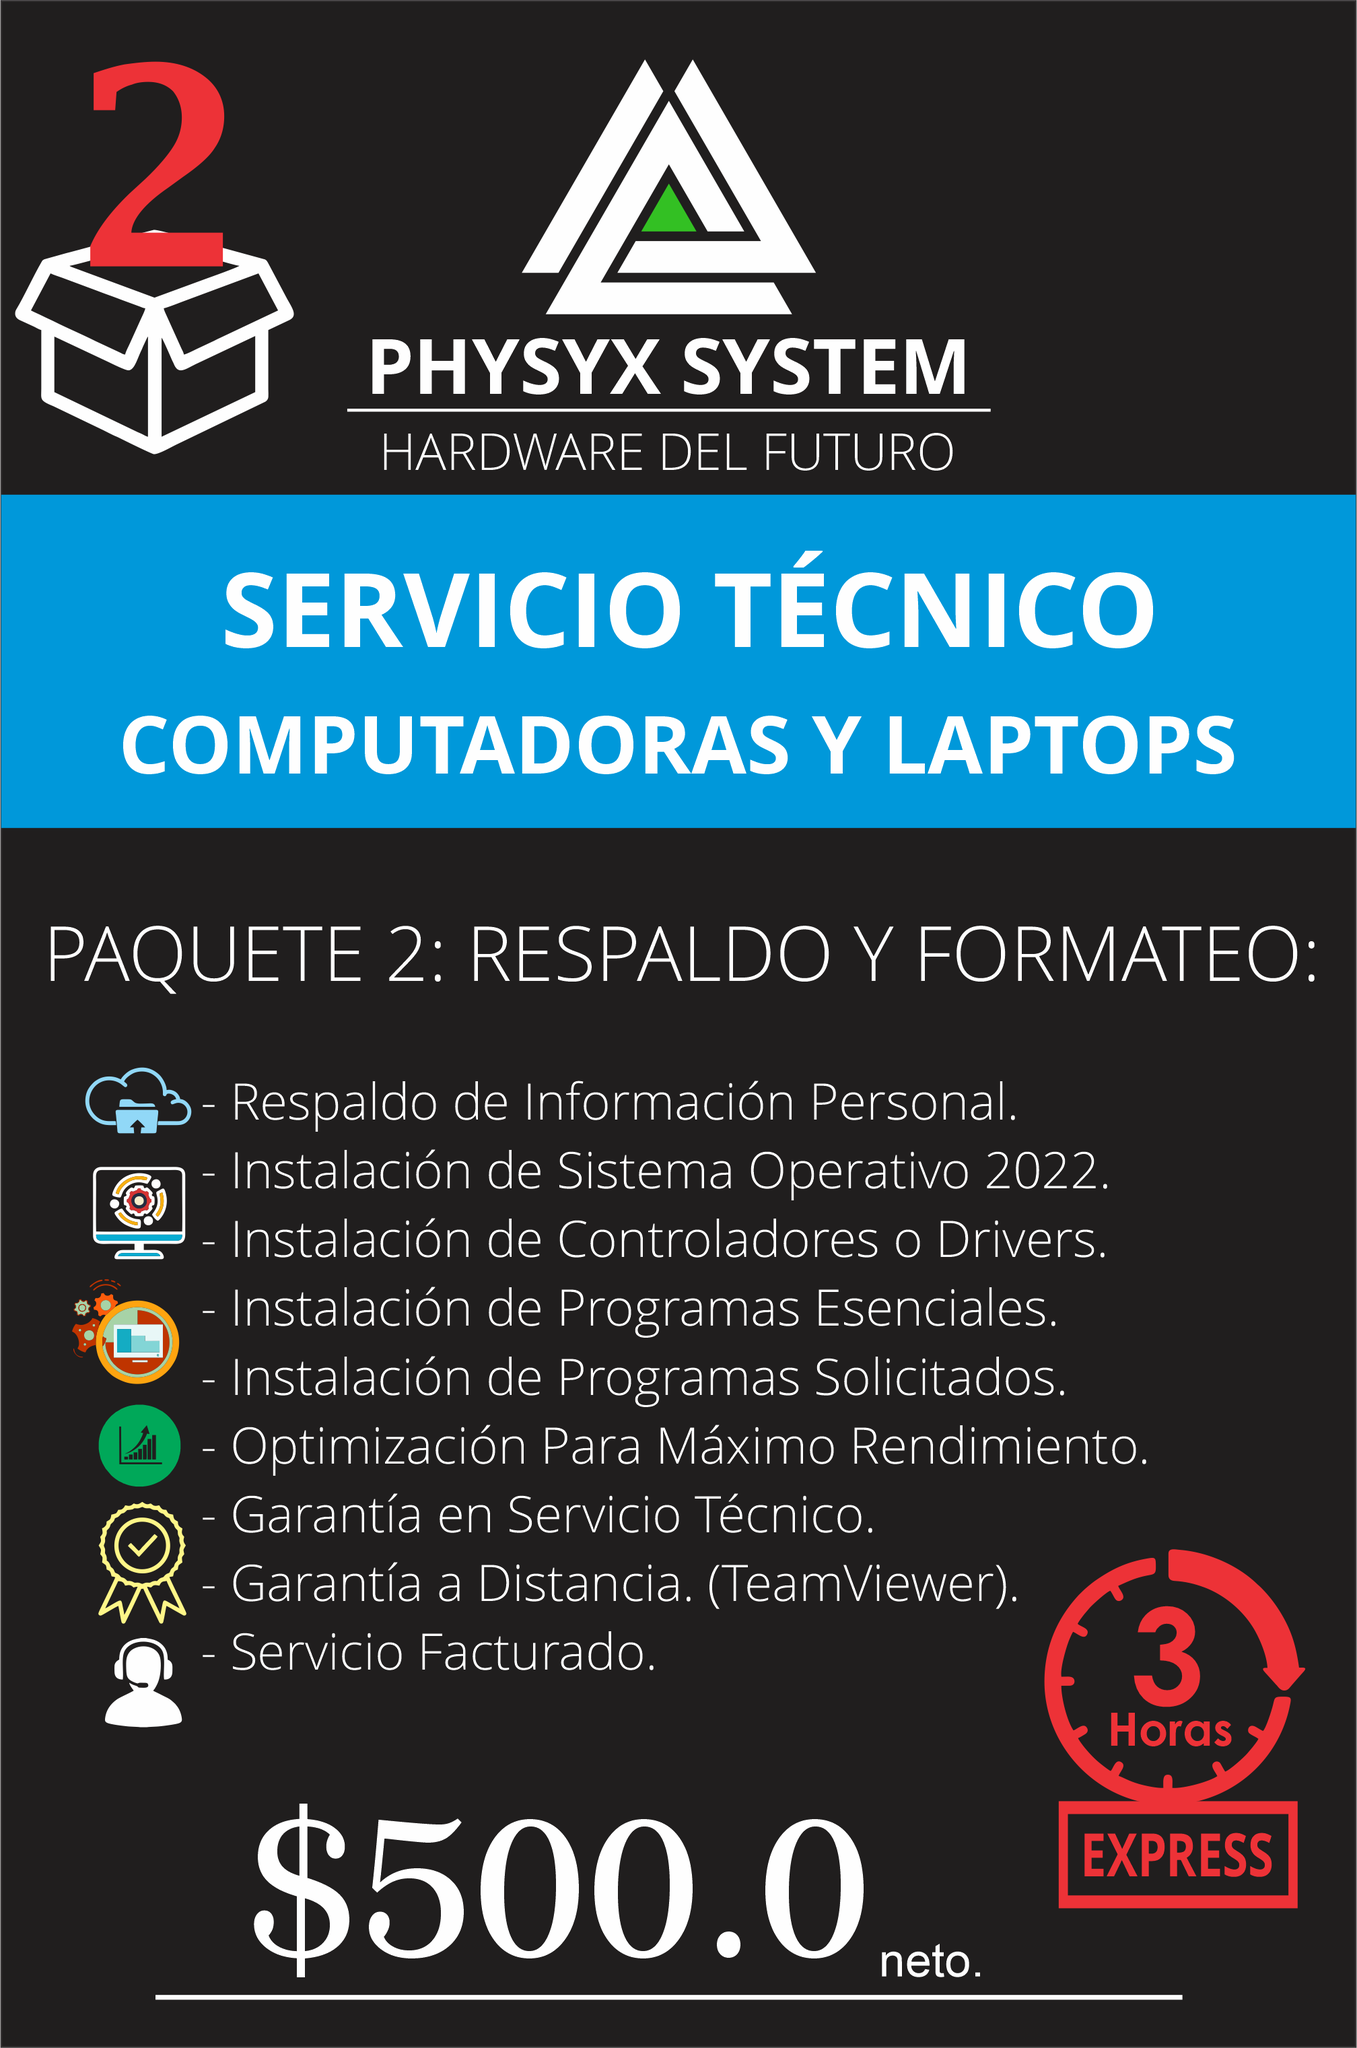 2
PHYSYX SYSTEM
HARDWARE DEL FUTURO
SERVICIO TÉCNICO
COMPUTADORAS Y LAPTOPS
PAQUETE 2: RESPALDO Y FORMATEO:
- Respaldo de Información Personal.
- Instalación de Sistema Operativo 2022.
- Instalación de Controladores o Drivers.
- Instalación de Programas Esenciales.
- Instalación de Programas Solicitados.
- Optimización Para Máximo Rendimiento.
- Garantía en Servicio Técnico.
- Garantía a Distancia. (TeamViewer).
- Servicio Facturado.
3
Horas
EXPRESS
$500.0 neto.